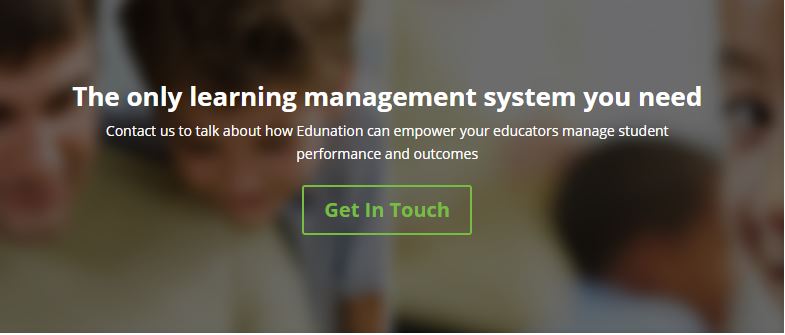 The only learning management system you need
Contact us to talk about how Edunation can empower your educators manage student
performance and outcomes
Get In Touch